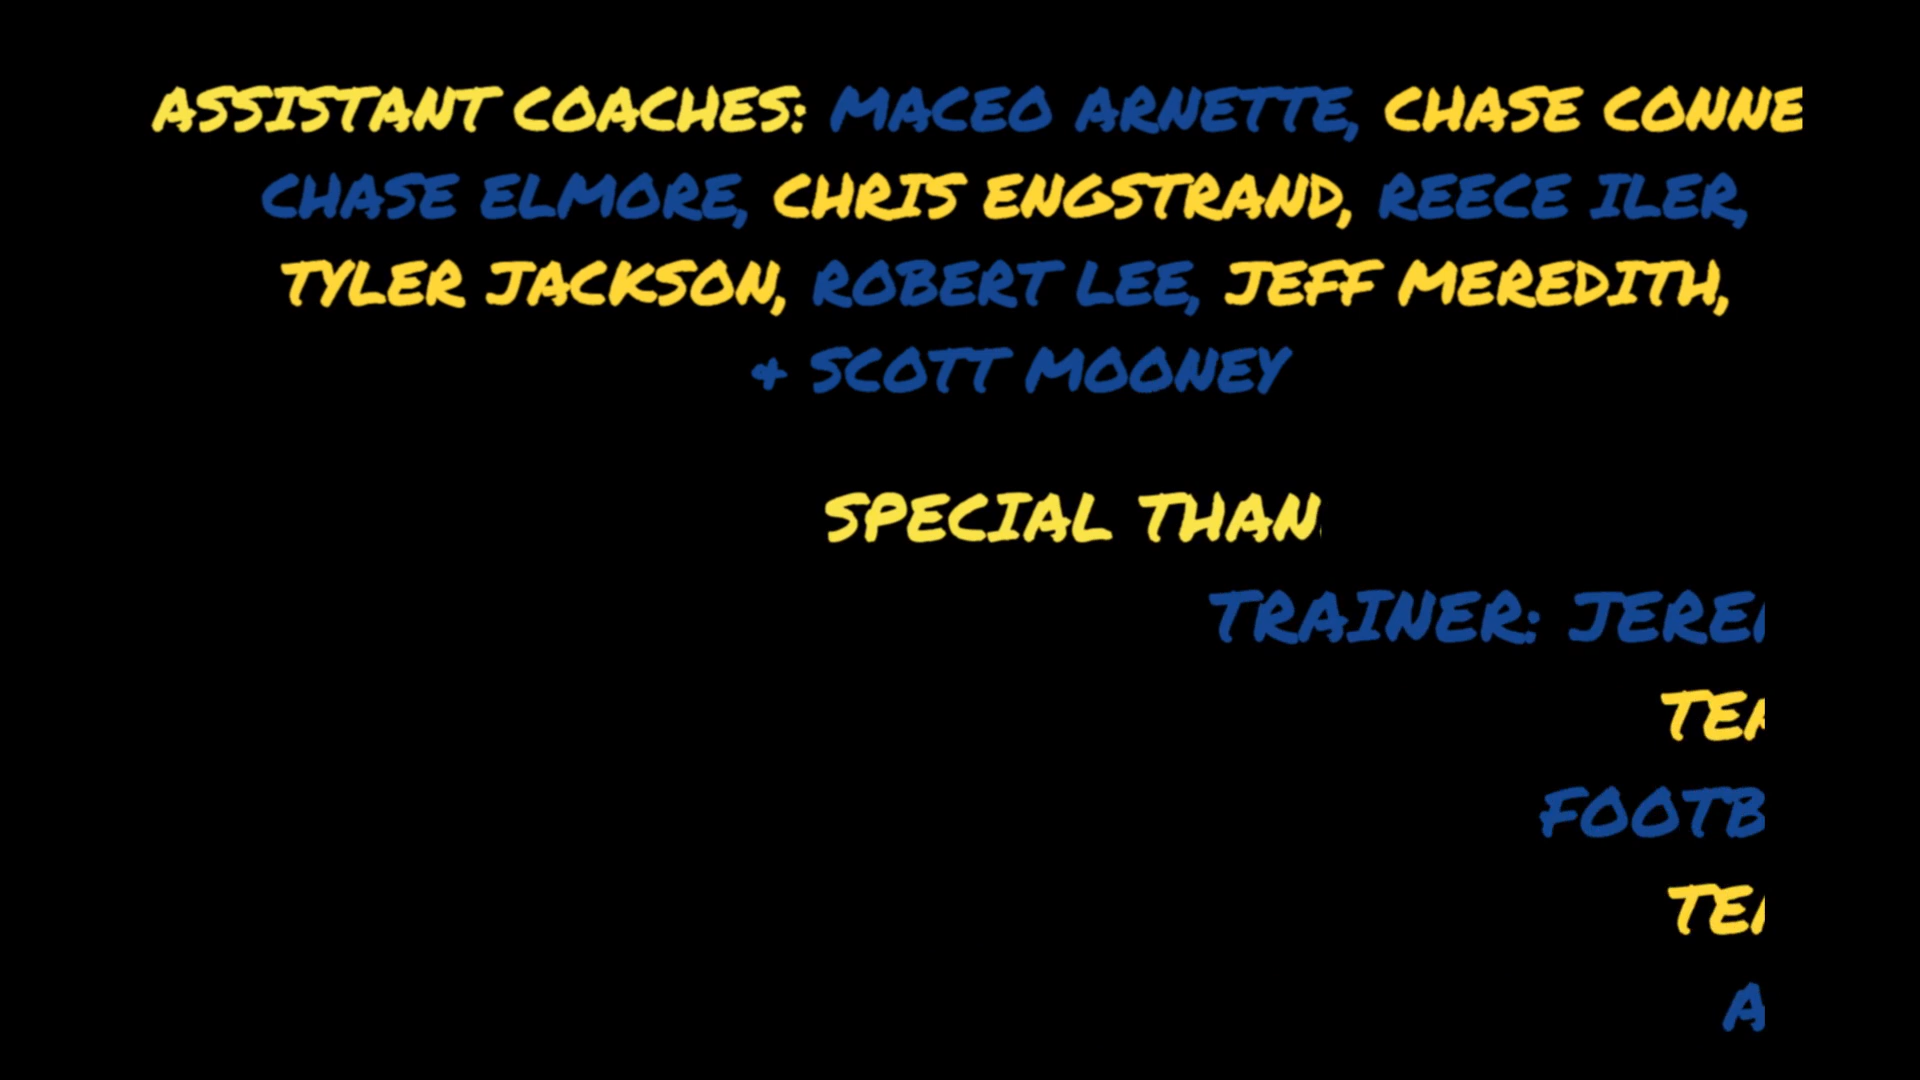 ASSISTANT COACHES: MACEO ARNETTE, CHASE CONNE
CHASE ELMORE, CHRIS ENGSTRAND, REECE ILER,
TYLER JACKSON, ROBERT LEE, JEFF MEREDITH,
& SCOTT MOONEY
SPECIAL THAN
TRAINER: JERE
TE
FOOTB
TE
A